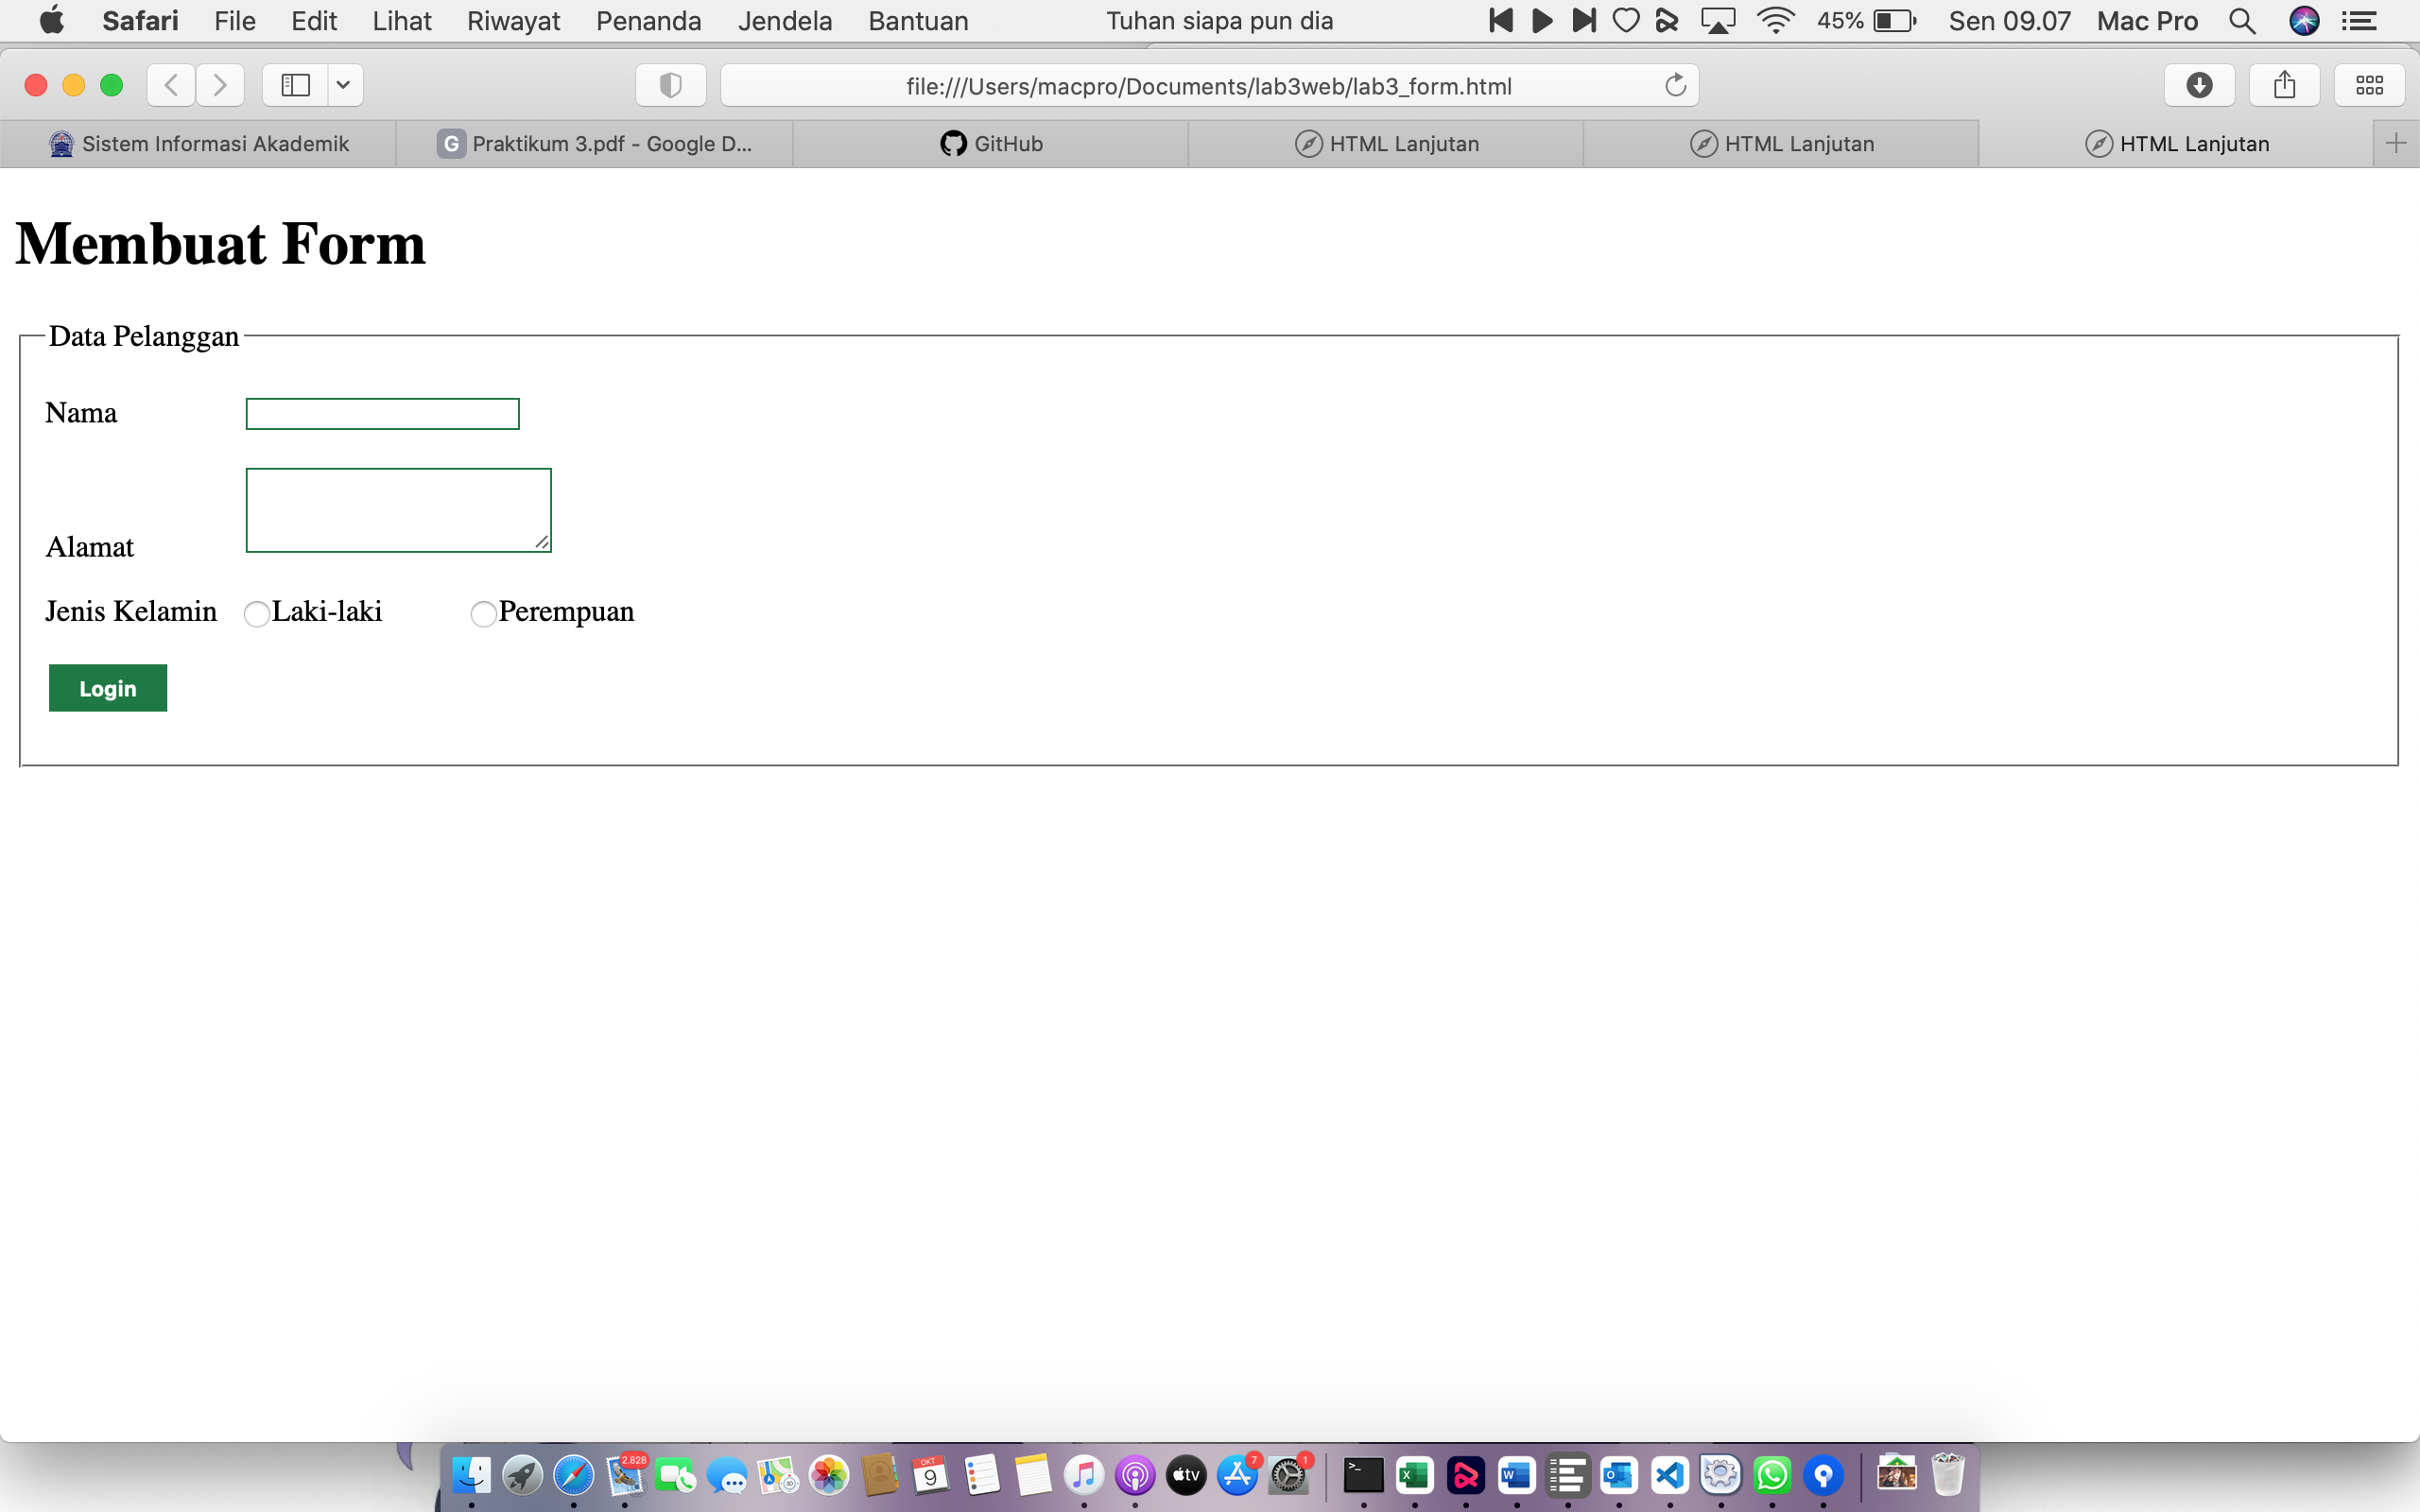 Safari File Edit Lihat Riwayat Penanda Jendela Bantuan Tuhan siapa pun dia 45% Sen 09.07 Mac Pro
file:///Users/macpro/Documents/lab3web/lab3_form.html
Sistem Informasi Akademik G Praktikum 3.pdf - Google D... GitHub HTML Lanjutan HTML Lanjutan HTML Lanjutan
Membuat Form
Data Pelanggan
Nama
Alamat
Jenis Kelamin Laki-laki Perempuan
Login
2.828 OKT 9 tv 7 1